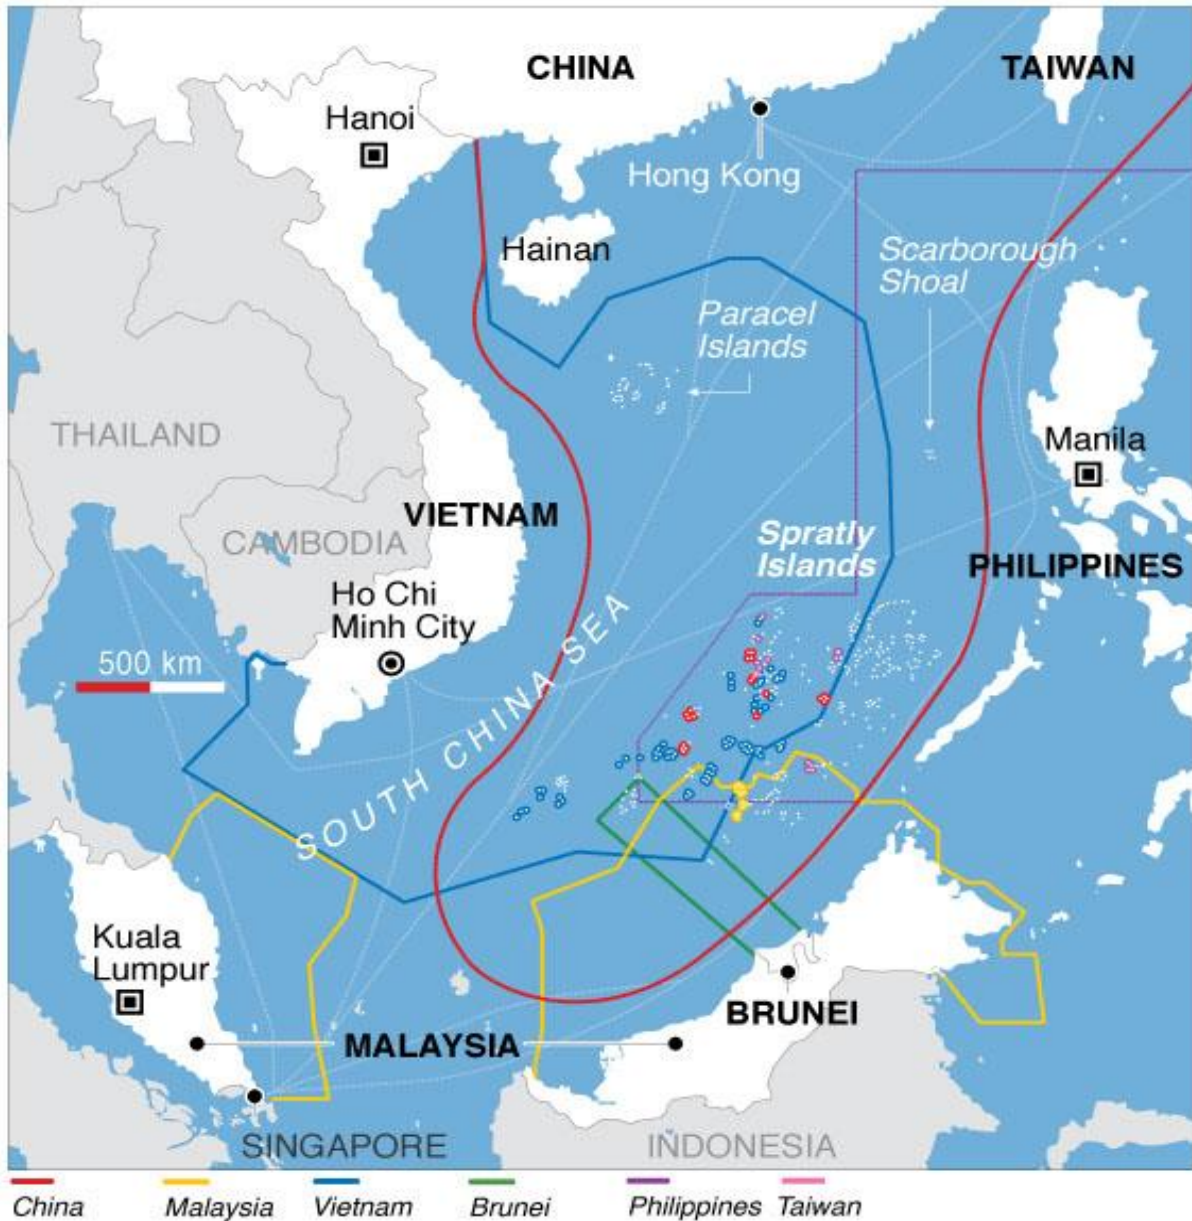 CHINA
TAIWAN
Hanoi
Hong Kong
Hainan
Scarborough
Shoal
Paracel
Islands
THAILAND
Manila
VIETNAM
CAMBODIA
Spratly
Islands
PHILIPPINES
Ho Chi
Minh City
500 km
SOUTH CHINA SEA
Kuala
Lumpur
BRUNEI
MALAYSIA
SINGAPORE
INDONESIA
China
Malaysia
Vietnam
Brunei
Philippines
Taiwan